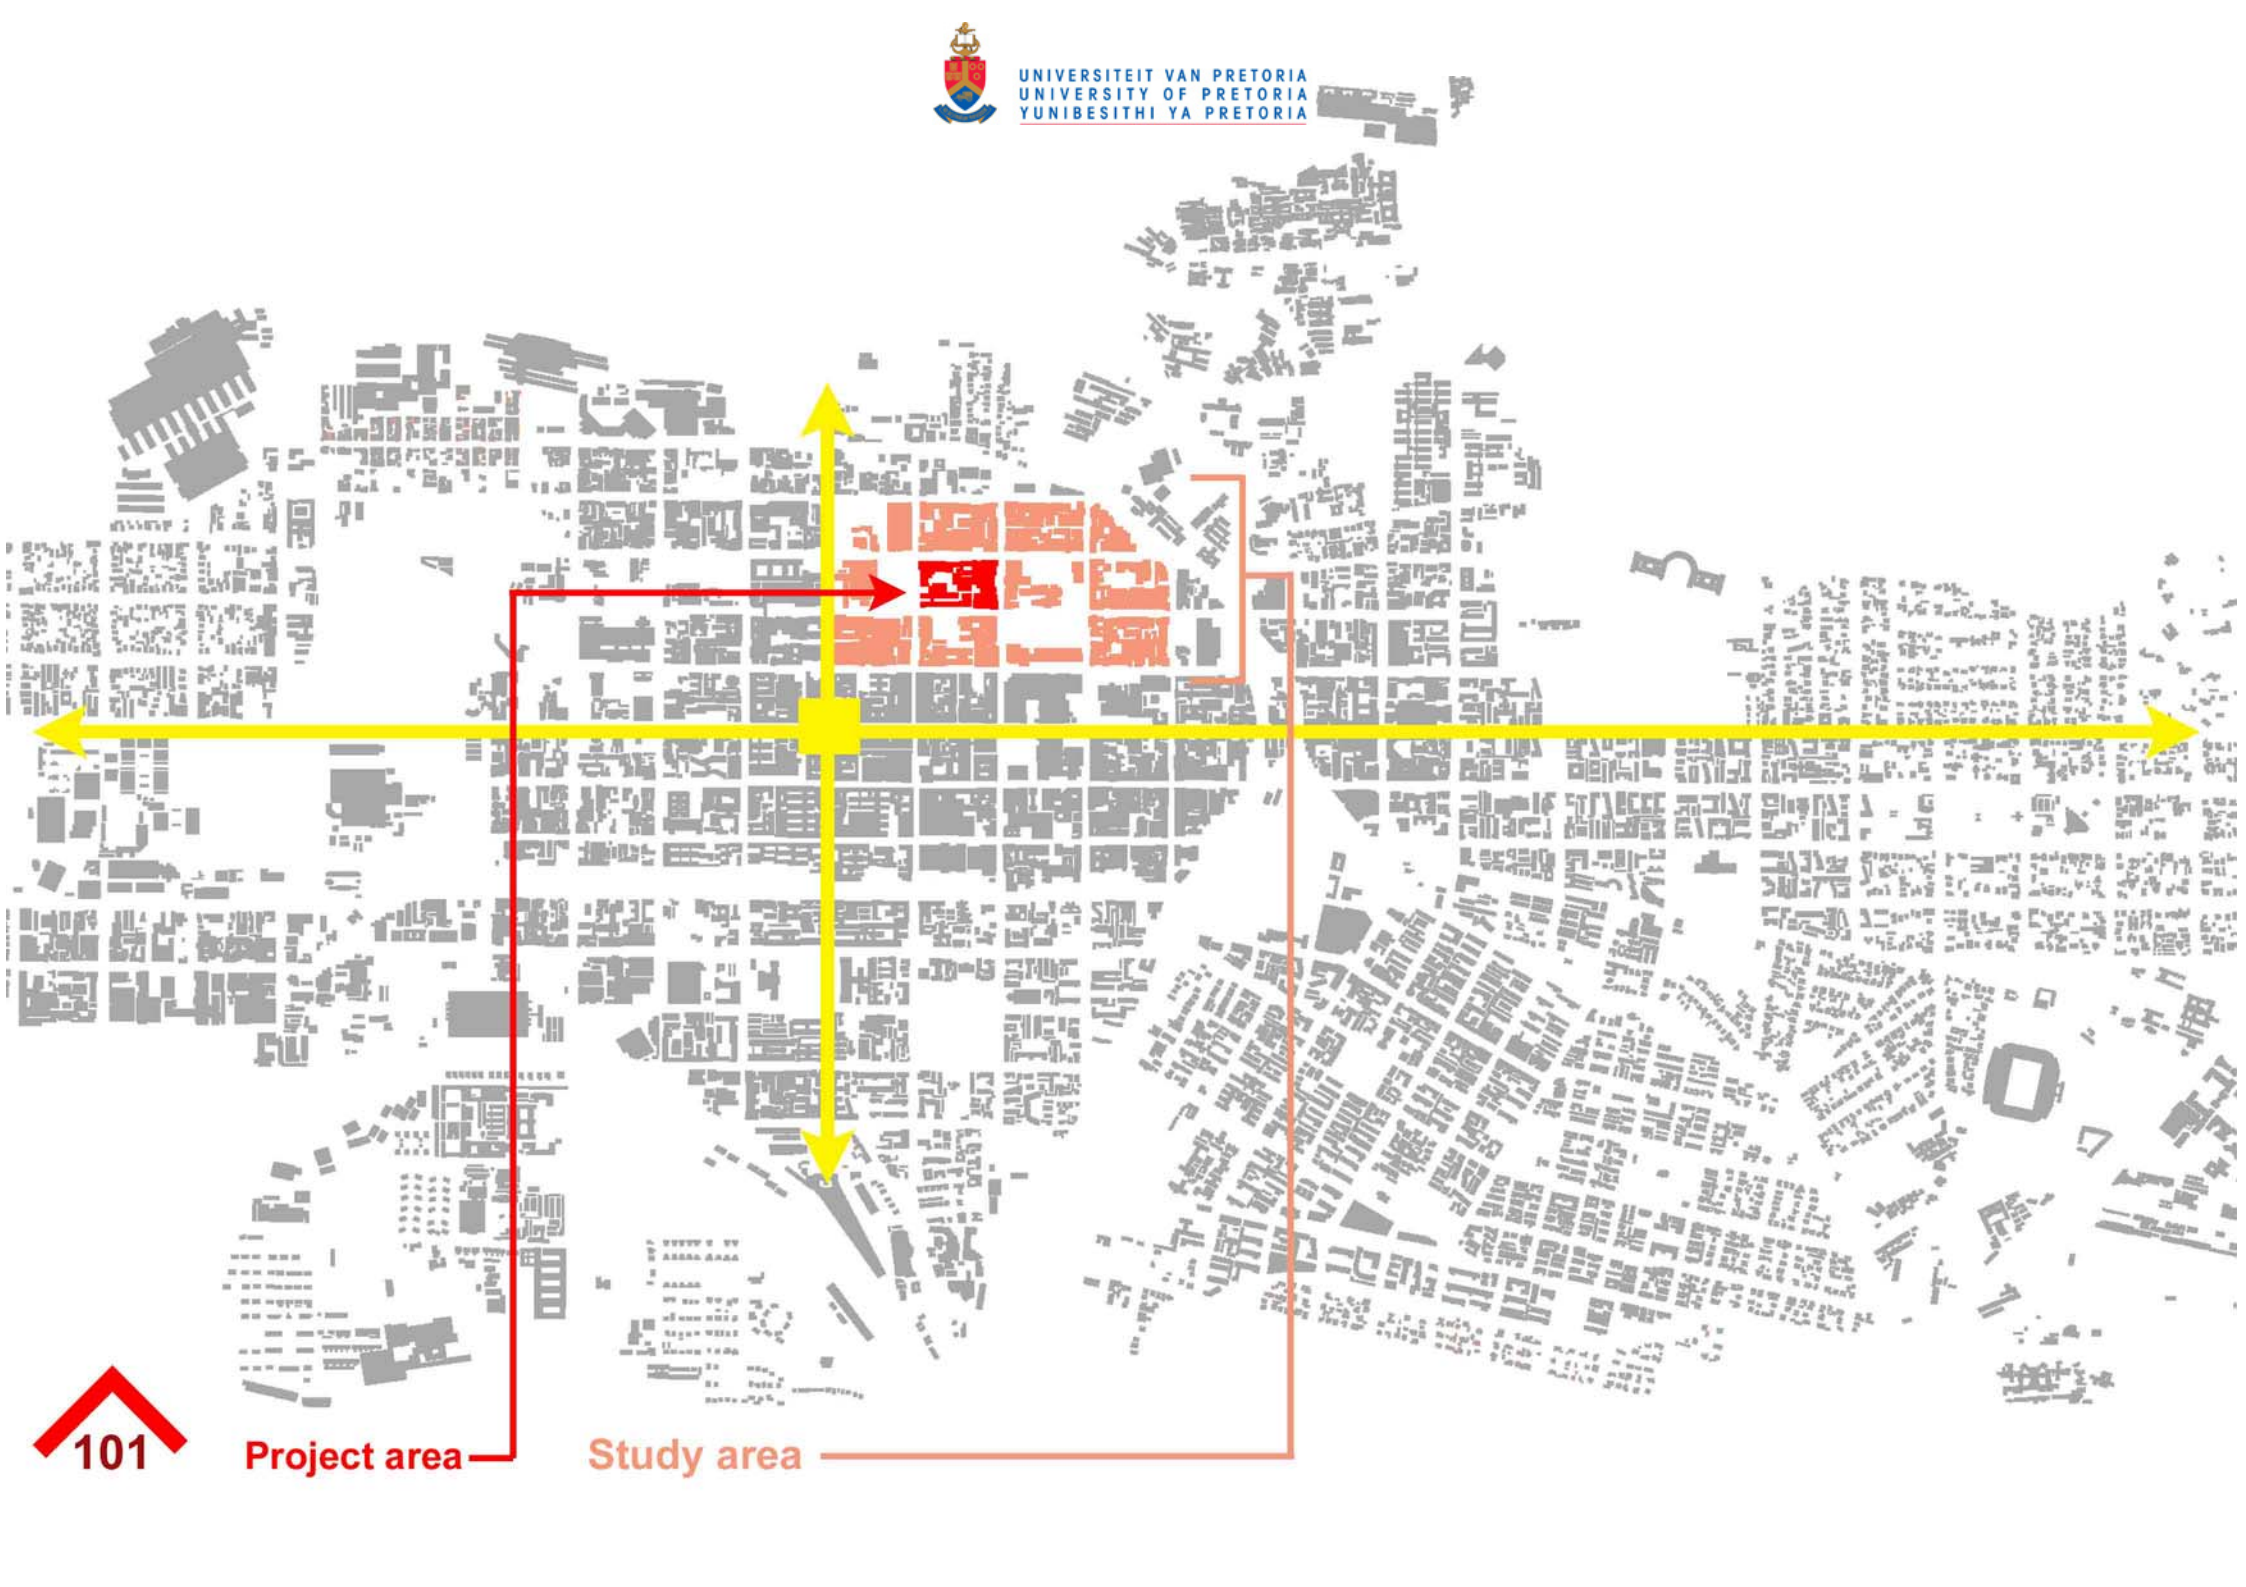 UNIVERSITEIT VAN PRETORIA
UNIVERSITY OF PRETORIA
YUNIBESITHI YA PRETORIA
101
Project area
Study area